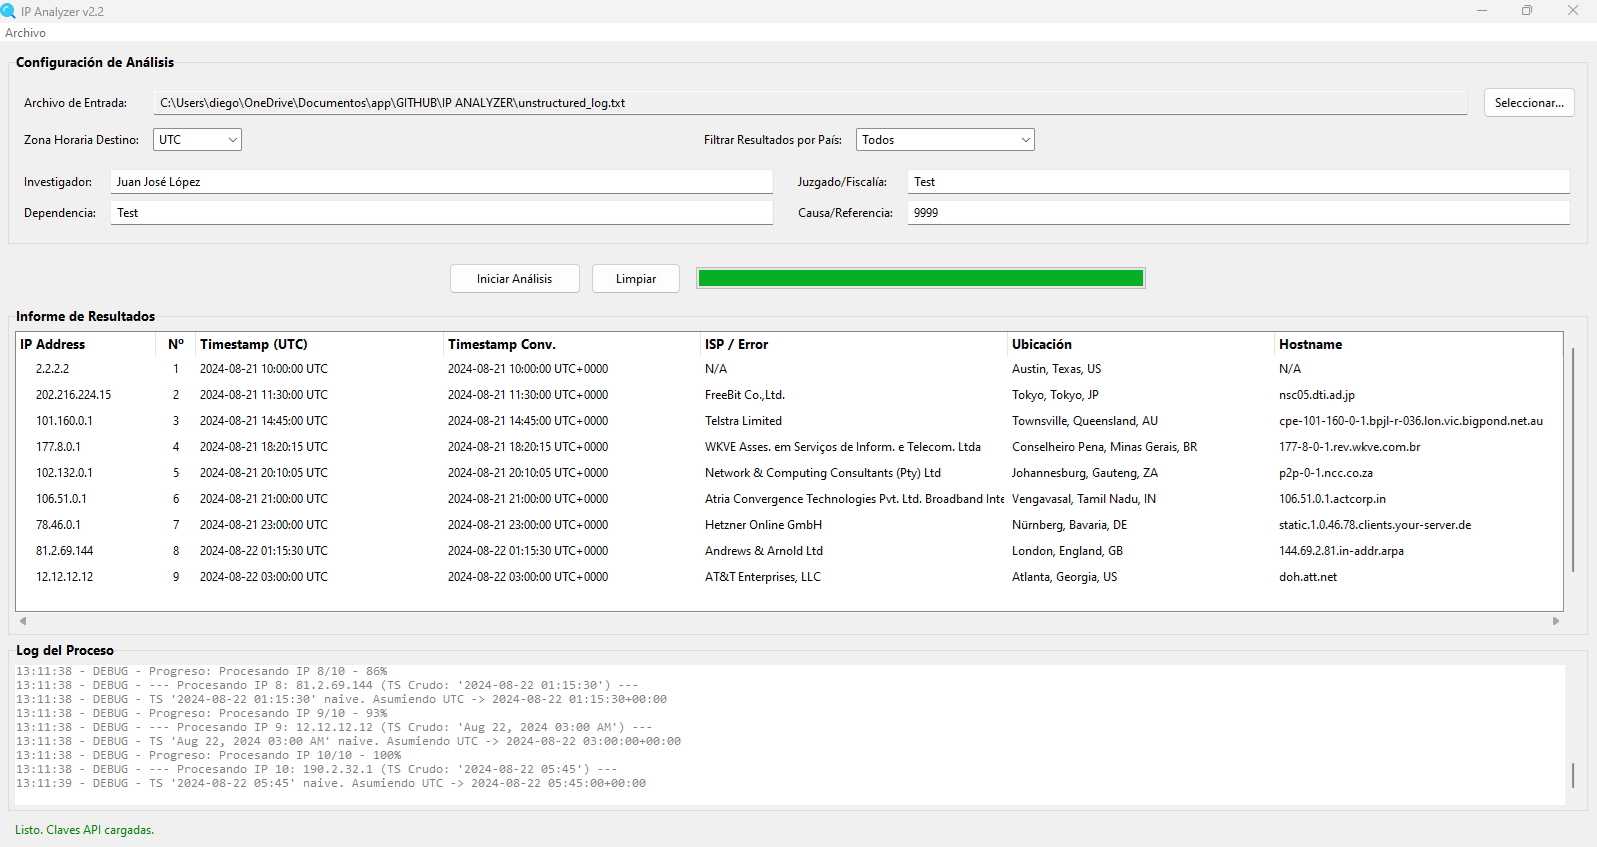 IP Analyzer v2.2
Archivo
Configuración de Análisis
Archivo de Entrada: C:\Users\diego\OneDrive\Documentos\app\GITHUB\IP ANALYZER\unstructured_log.txt Seleccionar...
Zona Horaria Destino: UTC Filtrar Resultados por País: Todos
Investigador: Juan José López Juzgado/Fiscalía: Test
Dependencia: Test Causa/Referencia: 9999
Iniciar Análisis Limpiar
Informe de Resultados
IP Address Nº Timestamp (UTC) Timestamp Conv. ISP / Error Ubicación Hostname
2.2.2.2 1 2024-08-21 10:00:00 UTC 2024-08-21 10:00:00 UTC+0000 N/A Austin, Texas, US N/A
202.216.224.15 2 2024-08-21 11:30:00 UTC 2024-08-21 11:30:00 UTC+0000 FreeBit Co.,Ltd. Tokyo, Tokyo, JP nsc05.dti.ad.jp
101.160.0.1 3 2024-08-21 14:45:00 UTC 2024-08-21 14:45:00 UTC+0000 Telstra Limited Townsville, Queensland, AU cpe-101-160-0-1.bpjl-r-036.lon.vic.bigpond.net.au
177.8.0.1 4 2024-08-21 18:20:15 UTC 2024-08-21 18:20:15 UTC+0000 WKVE Asses. em Serviços de Inform. e Telecom. Ltda Conselheiro Pena, Minas Gerais, BR 177-8-0-1.rev.wkve.com.br
102.132.0.1 5 2024-08-21 20:10:05 UTC 2024-08-21 20:10:05 UTC+0000 Network & Computing Consultants (Pty) Ltd Johannesburg, Gauteng, ZA p2p-0-1.ncc.co.za
106.51.0.1 6 2024-08-21 21:00:00 UTC 2024-08-21 21:00:00 UTC+0000 Atria Convergence Technologies Pvt. Ltd. Broadband Inte Vengavasal, Tamil Nadu, IN 106.51.0.1.actcorp.in
78.46.0.1 7 2024-08-21 23:00:00 UTC 2024-08-21 23:00:00 UTC+0000 Hetzner Online GmbH Nürnberg, Bavaria, DE static.1.0.46.78.clients.your-server.de
81.2.69.144 8 2024-08-22 01:15:30 UTC 2024-08-22 01:15:30 UTC+0000 Andrews & Arnold Ltd London, England, GB 144.69.2.81.in-addr.arpa
12.12.12.12 9 2024-08-22 03:00:00 UTC 2024-08-22 03:00:00 UTC+0000 AT&T Enterprises, LLC Atlanta, Georgia, US doh.att.net
Log del Proceso
13:11:38 - DEBUG - Progreso: Procesando IP 8/10 - 86%
13:11:38 - DEBUG - --- Procesando IP 8: 81.2.69.144 (TS Crudo: '2024-08-22 01:15:30') ---
13:11:38 - DEBUG - TS '2024-08-22 01:15:30' naive. Asumiendo UTC -> 2024-08-22 01:15:30+00:00
13:11:38 - DEBUG - Progreso: Procesando IP 9/10 - 93%
13:11:38 - DEBUG - --- Procesando IP 9: 12.12.12.12 (TS Crudo: 'Aug 22, 2024 03:00 AM') ---
13:11:38 - DEBUG - TS 'Aug 22, 2024 03:00 AM' naive. Asumiendo UTC -> 2024-08-22 03:00:00+00:00
13:11:38 - DEBUG - Progreso: Procesando IP 10/10 - 100%
13:11:38 - DEBUG - --- Procesando IP 10: 190.2.32.1 (TS Crudo: '2024-08-22 05:45') ---
13:11:39 - DEBUG - TS '2024-08-22 05:45' naive. Asumiendo UTC -> 2024-08-22 05:45:00+00:00
Listo. Claves API cargadas.